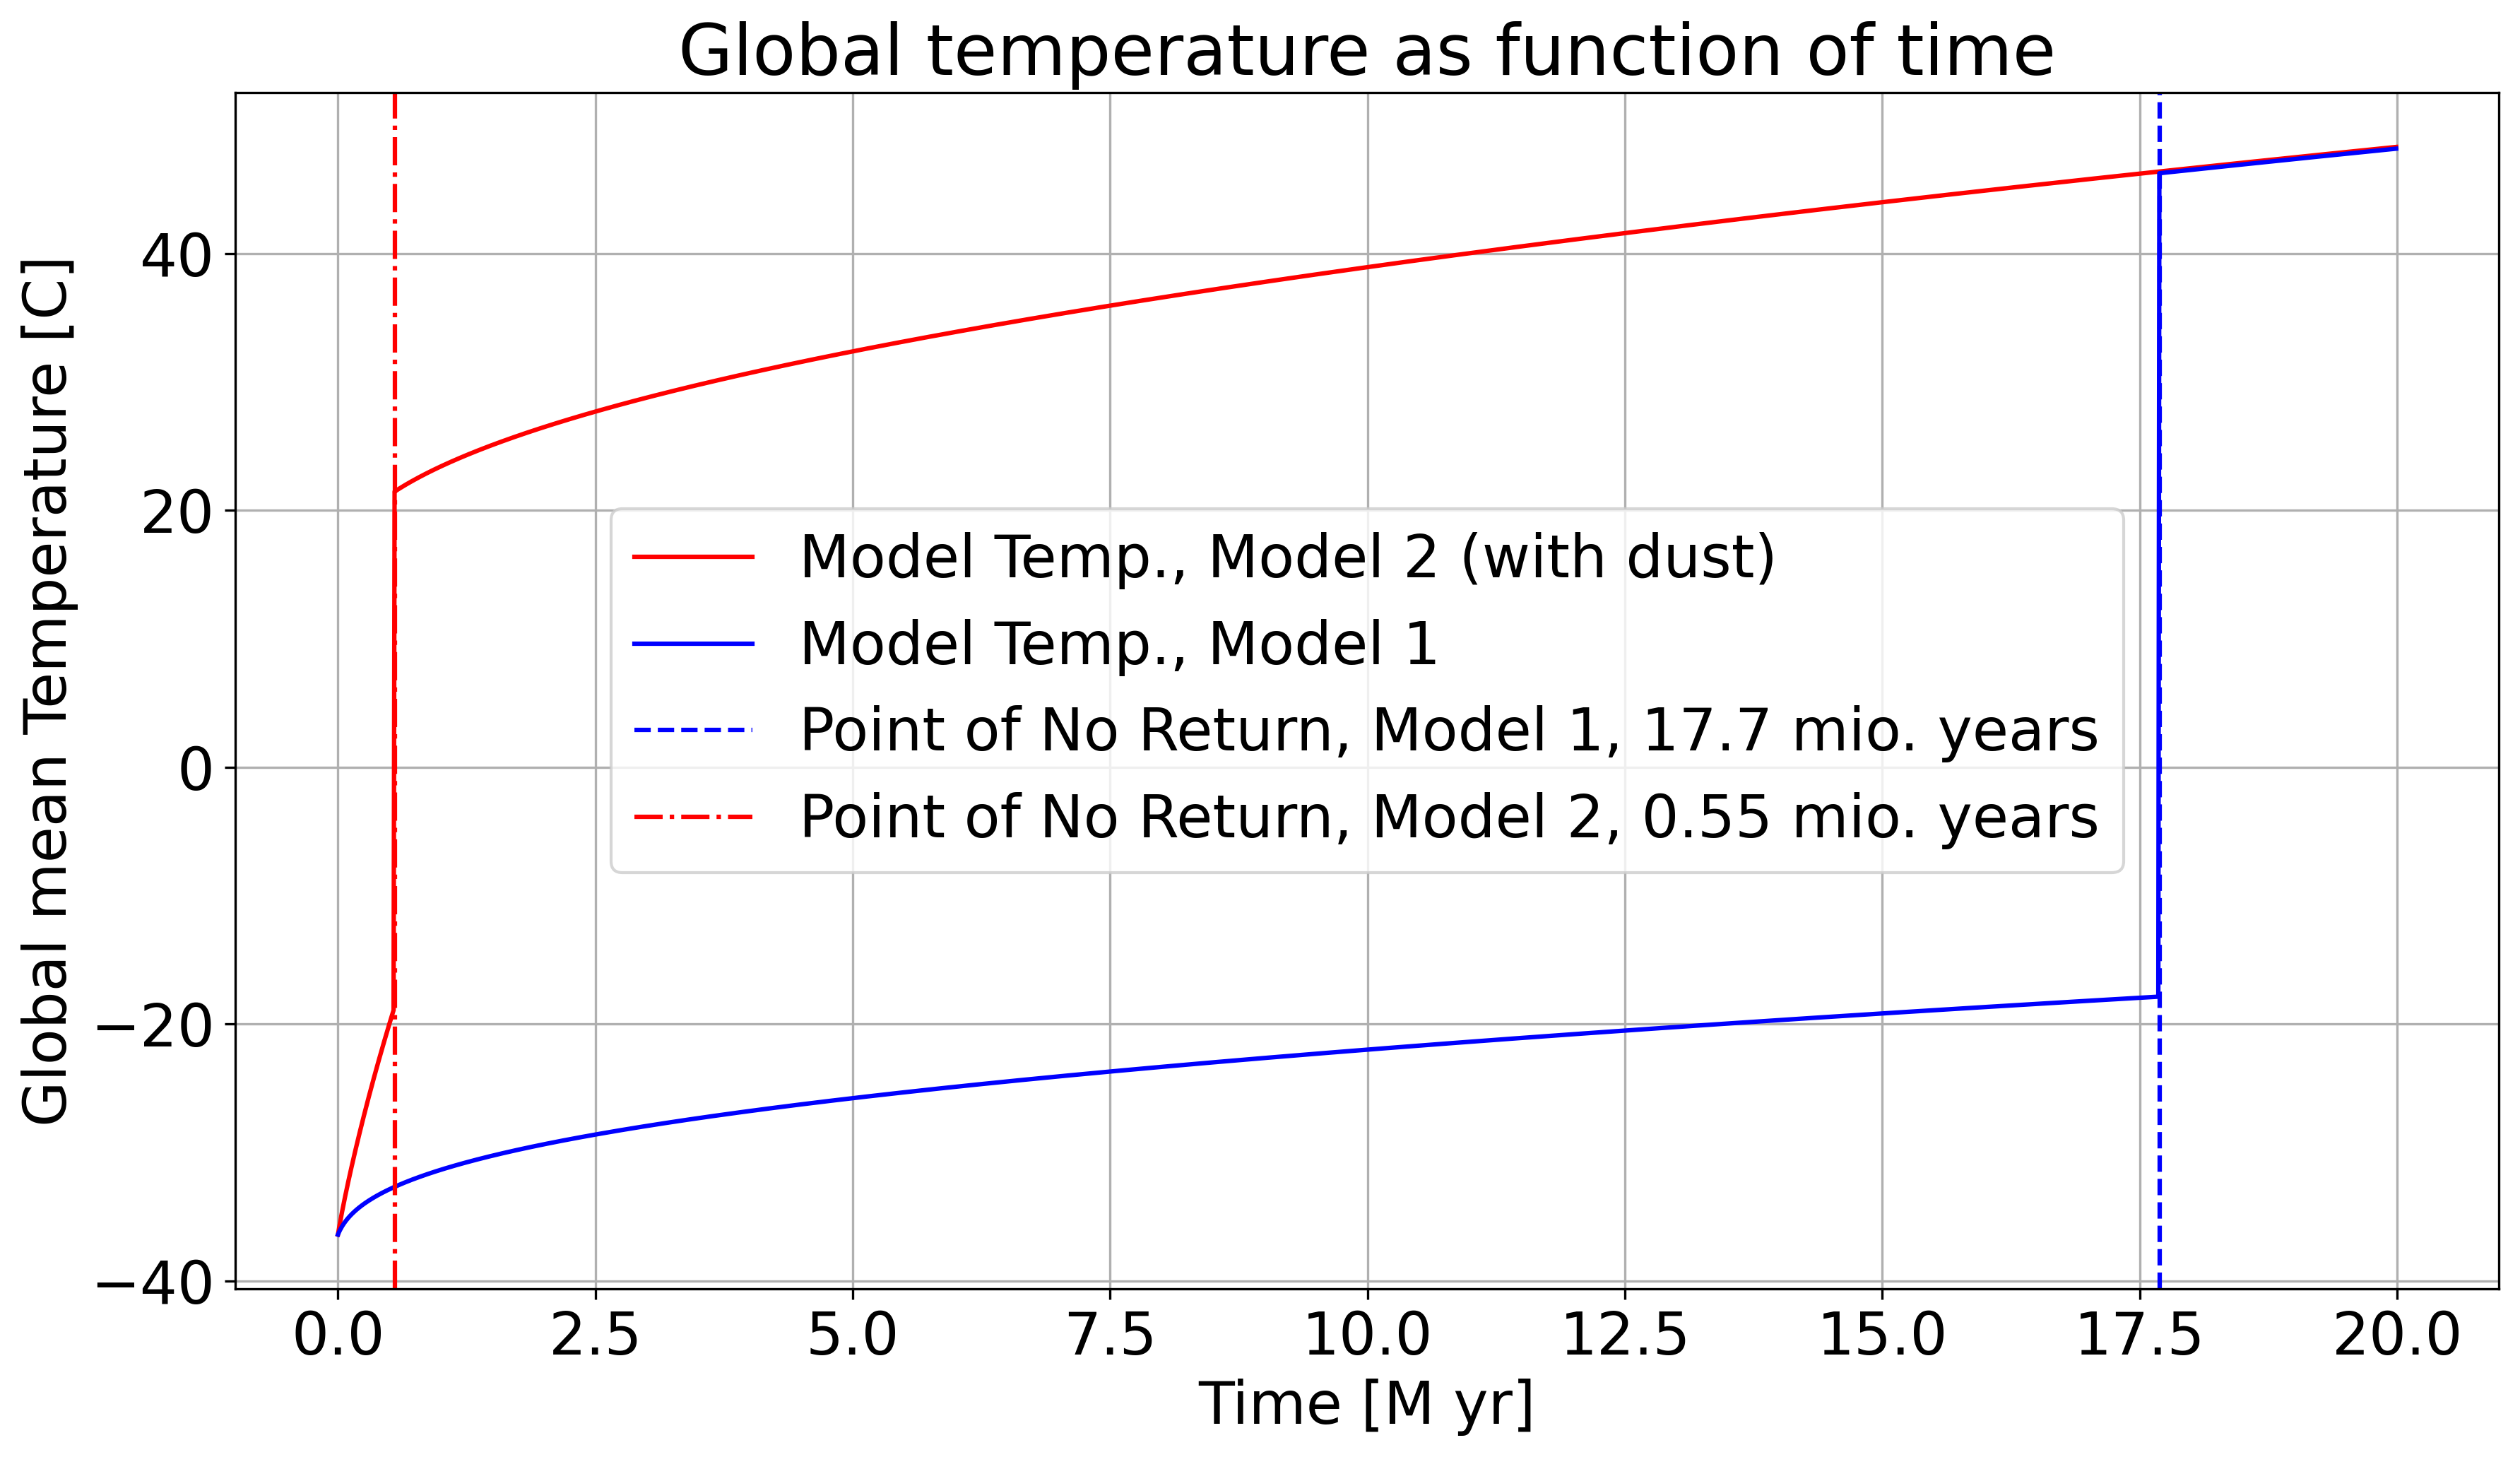 Global temperature as function of time
Global mean Temperature [C]
40
20
0
−20
−40
Model Temp., Model 2 (with dust)
Model Temp., Model 1
Point of No Return, Model 1, 17.7 mio. years
Point of No Return, Model 2, 0.55 mio. years
0.0 2.5 5.0 7.5 10.0 12.5 15.0 17.5 20.0
Time [M yr]